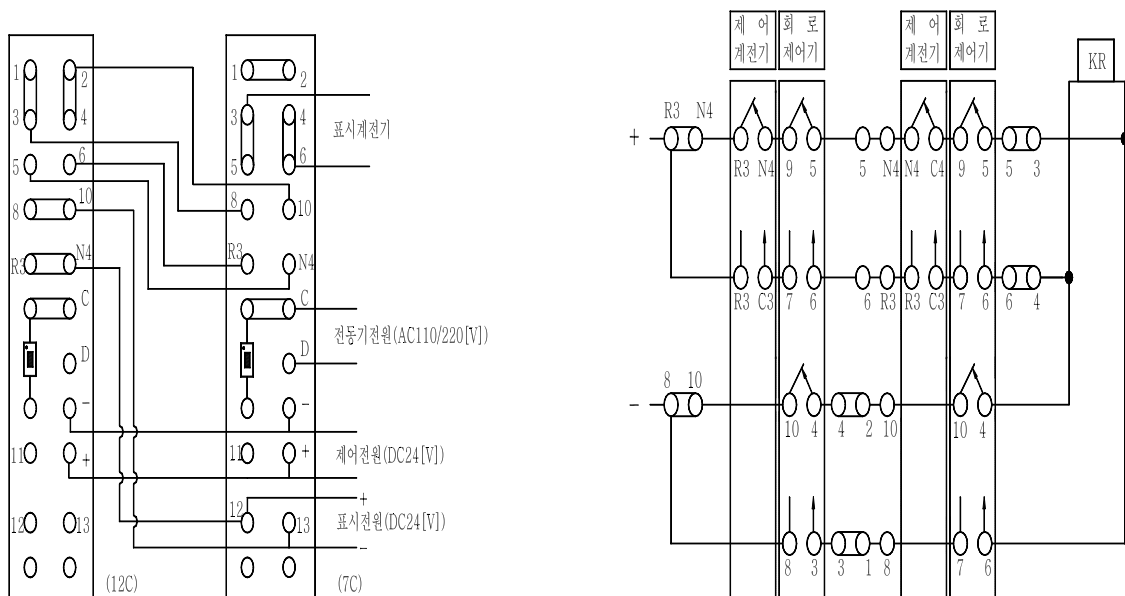 1 2
3 4
5 6
8 10
R3 N4
C
D
-
11 +
12 13
(12C)
1 2
3 4
5 6
8 10
R3 N4
C
D
-
11 +
12 13
(7C)
표시계전기
전동기전원(AC110/220[V])
제어전원(DC24[V])
+
표시전원(DC24[V])
-
제 어 회 로 제 어 회 로
계전기 제어기 계전기 제어기
KR
R3 N4
+
R3 N4 9 5 5 N4 N4 C4 9 5 5 3
R3 C3 7 6 6 R3 R3 C3 7 6 6 4
8 10
-
10 4 4 2 10 10 4
8 3 3 1 8 7 6